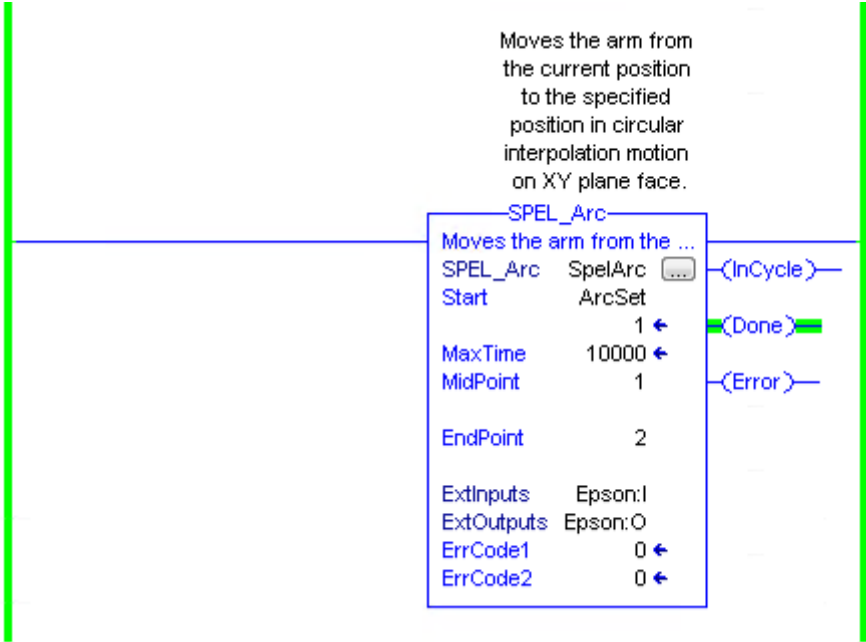 Moves the arm from
the current position
to the specified
position in circular
interpolation motion
on XY plane face.
SPEL_Arc
Moves the arm from the ...
SPEL_Arc SpelArc ... (InCycle)
Start ArcSet
1 ← (Done)
MaxTime 10000 ←
MidPoint 1 (Error)
EndPoint 2
ExtInputs Epson:I
ExtOutputs Epson:O
ErrCode1 0 ←
ErrCode2 0 ←